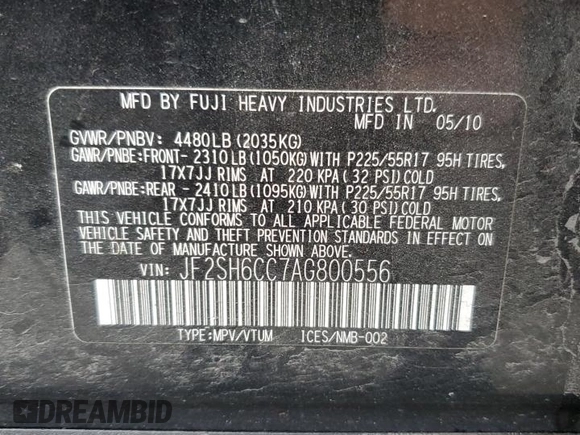 MFD BY FUJI HEAVY INDUSTRIES LTD.
MFD IN 05/10
GVWR/PNBV: 4480LB(2035KG)
GAWR/PNBE:FRONT- 2310LB(1050KG)WITH P225/55R17 95H TIRES,
17X7JJ RIMS AT 220 KPA(32 PSI)COLD
GAWR/PNBE:REAR - 2410LB(1095KG)WITH P225/55R17 95H TIRES,
17X7JJ RIMS AT 210 KPA(30 PSI)COLD
THIS VEHICLE CONFORMS TO ALL APPLICABLE FEDERAL MOTOR
VEHICLE SAFETY AND THEFT PREVENTION STANDARDS IN EFFECT ON
THE DATE OF MANUFACTURE SHOWN ABOVE.
VIN: JF2SH6CC7AG800556
TYPE:MPV/VTUM ICES/NMB-002
DREAMBID